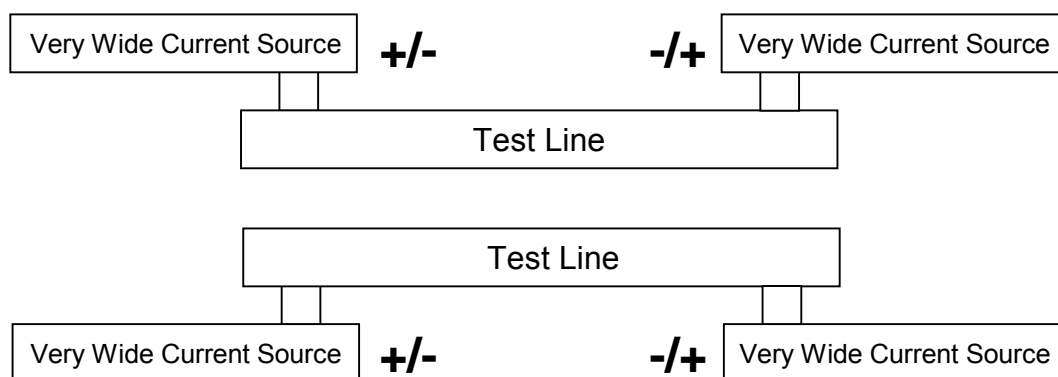 Very Wide Current Source +/- -/+ Very Wide Current Source
Test Line
Test Line
Very Wide Current Source +/- -/+ Very Wide Current Source